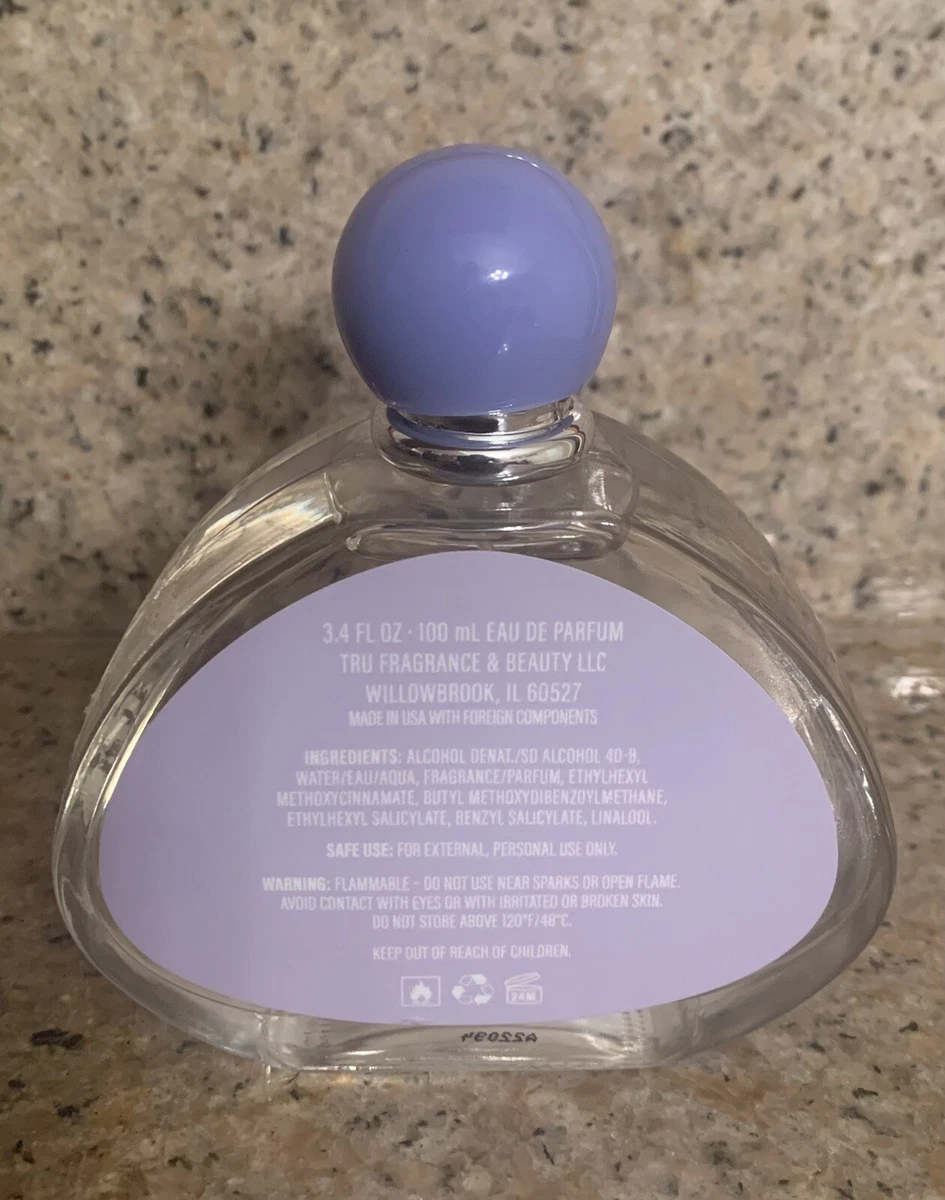 3.4 FL OZ · 100 mL EAU DE PARFUM
TRU FRAGRANCE & BEAUTY LLC
WILLOWBROOK, IL 60527
MADE IN USA WITH FOREIGN COMPONENTS
INGREDIENTS: ALCOHOL DENAT./SD ALCOHOL 40-B,
WATER/EAU/AQUA, FRAGRANCE/PARFUM, ETHYLHEXYL
METHOXYCINNAMATE, BUTYL METHOXYDIBENZOYLMETHANE,
ETHYLHEXYL SALICYLATE, BENZYL SALICYLATE, LINALOOL.
SAFE USE: FOR EXTERNAL, PERSONAL USE ONLY.
WARNING: FLAMMABLE - DO NOT USE NEAR SPARKS OR OPEN FLAME.
AVOID CONTACT WITH EYES OR WITH IRRITATED OR BROKEN SKIN.
DO NOT STORE ABOVE 120°F/48°C.
KEEP OUT OF REACH OF CHILDREN.
24M